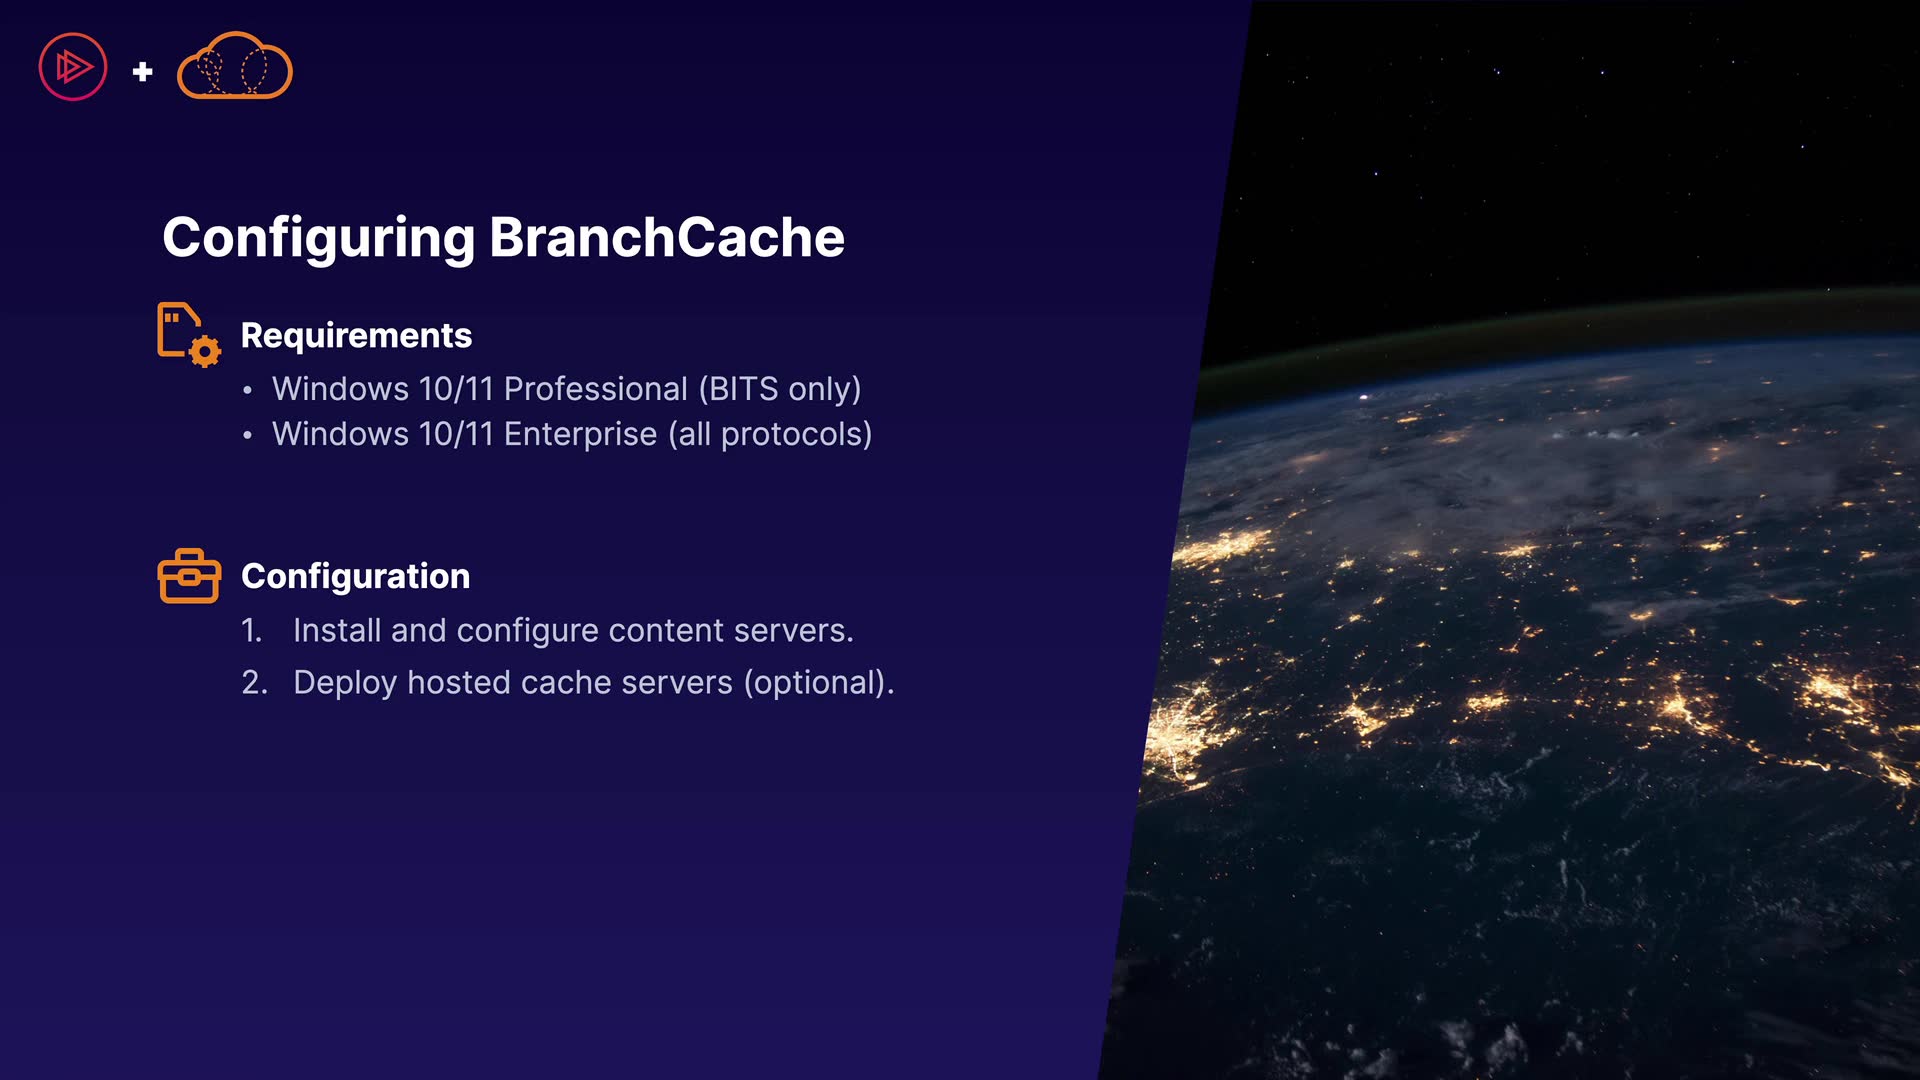 Configuring BranchCache
Requirements
• Windows 10/11 Professional (BITS only)
• Windows 10/11 Enterprise (all protocols)
Configuration
1. Install and configure content servers.
2. Deploy hosted cache servers (optional).